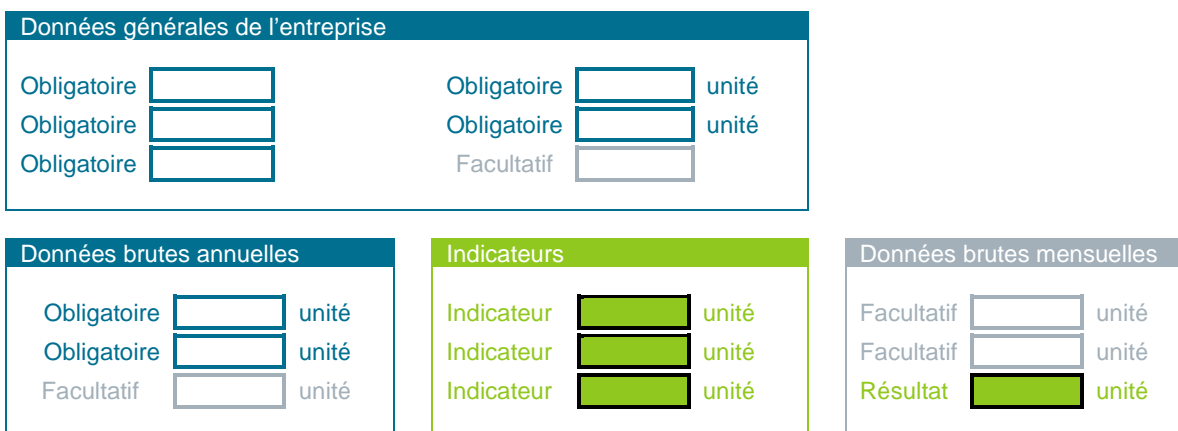 Données générales de l’entreprise
Obligatoire Obligatoire unité
Obligatoire Obligatoire unité
Obligatoire Facultatif
Données brutes annuelles
Obligatoire unité
Obligatoire unité
Facultatif unité
Indicateurs
Indicateur unité
Indicateur unité
Indicateur unité
Données brutes mensuelles
Facultatif unité
Facultatif unité
Résultat unité